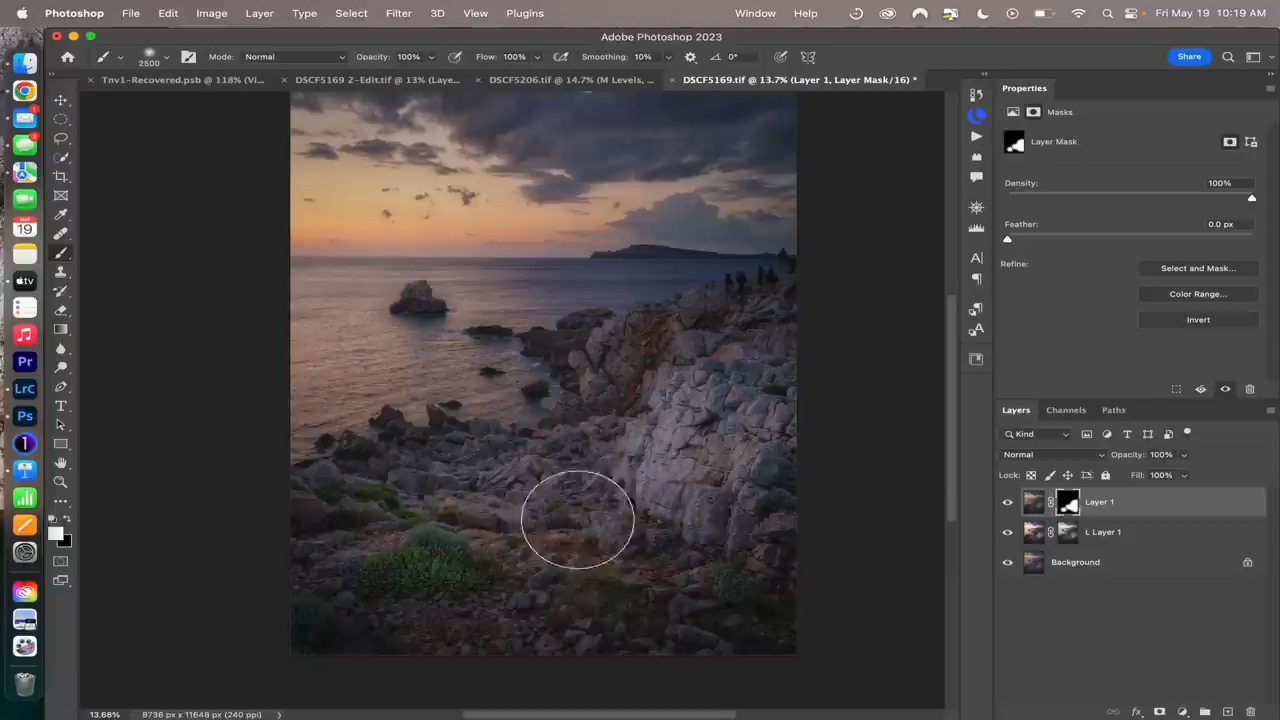 Photoshop File Edit Image Layer Type Select Filter 3D View Plugins Window Help Fri May 19 10:19 AM
Adobe Photoshop 2023
2500 Mode: Normal Opacity: 100% Flow: 100% Smoothing: 10% 0° Share
Tnv1-Recovered.psb @ 118% (Vi... DSCF5169 2-Edit.tif @ 13% (Laye... DSCF5206.tif @ 14.7% (M Levels, ... DSCF5169.tif @ 13.7% (Layer 1, Layer Mask/16) *
Properties
Masks
Layer Mask
Density: 100%
Feather: 0.0 px
Refine: Select and Mask...
Color Range...
Invert
Layers Channels Paths
Kind
Normal Opacity: 100%
Lock: Fill: 100%
Layer 1
L Layer 1
Background
19
tv
Pr
LrC
Ps
13.68% 8736 px x 11648 px (240 ppi)